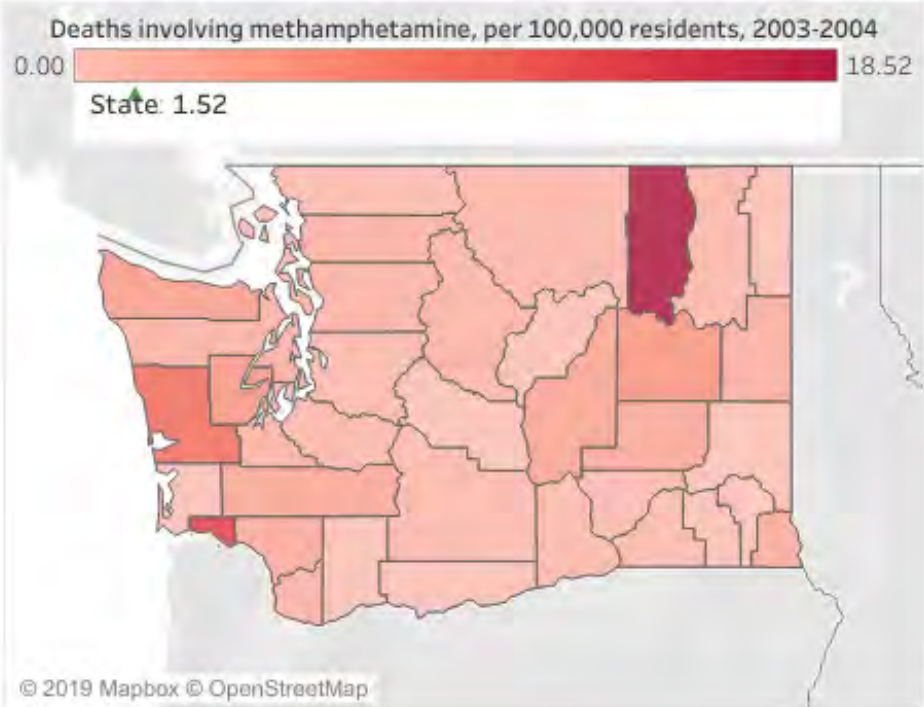 Deaths involving methamphetamine, per 100,000 residents, 2003-2004
0.00 18.52
State: 1.52
© 2019 Mapbox © OpenStreetMap